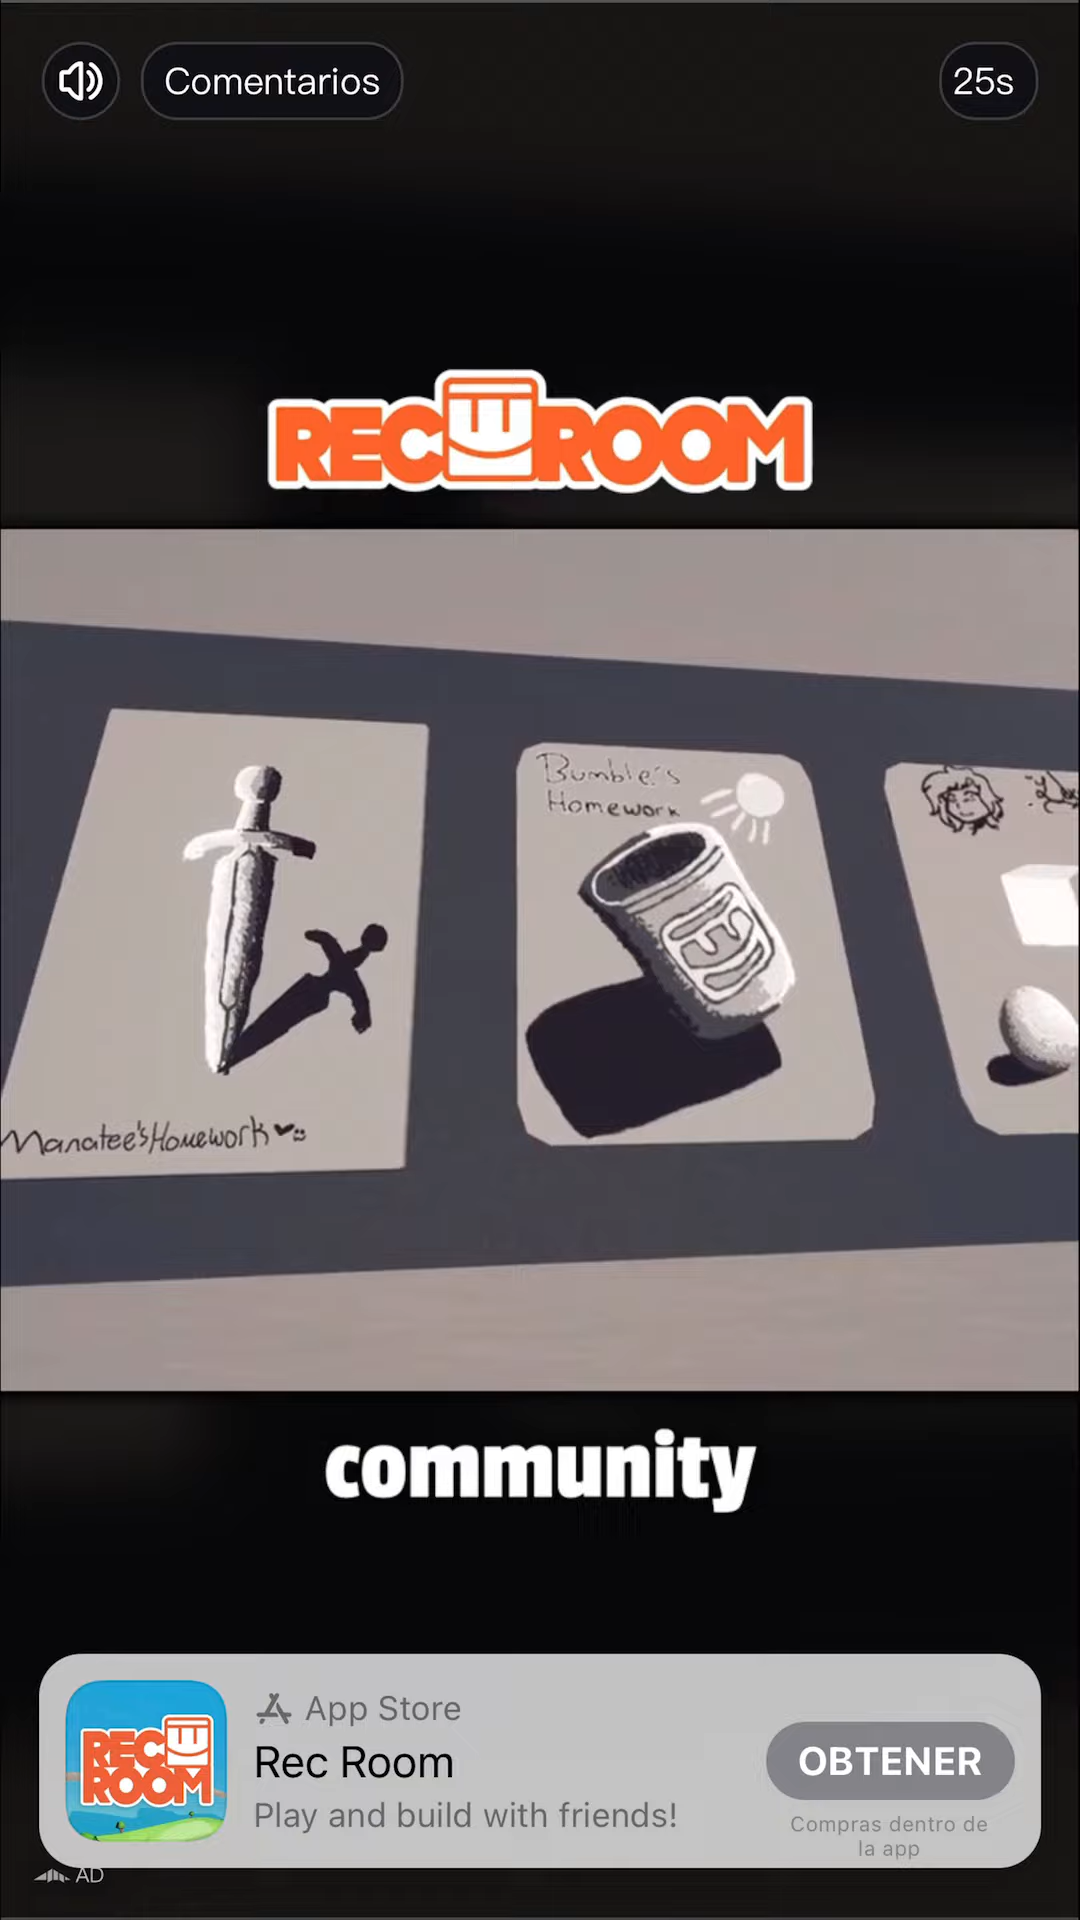 Comentarios
25s
REC ROOM
Bumble's
Homework
Manatee's Homework
community
App Store
Rec Room
Play and build with friends!
OBTENER
Compras dentro de
la app
REC
ROOM
AD